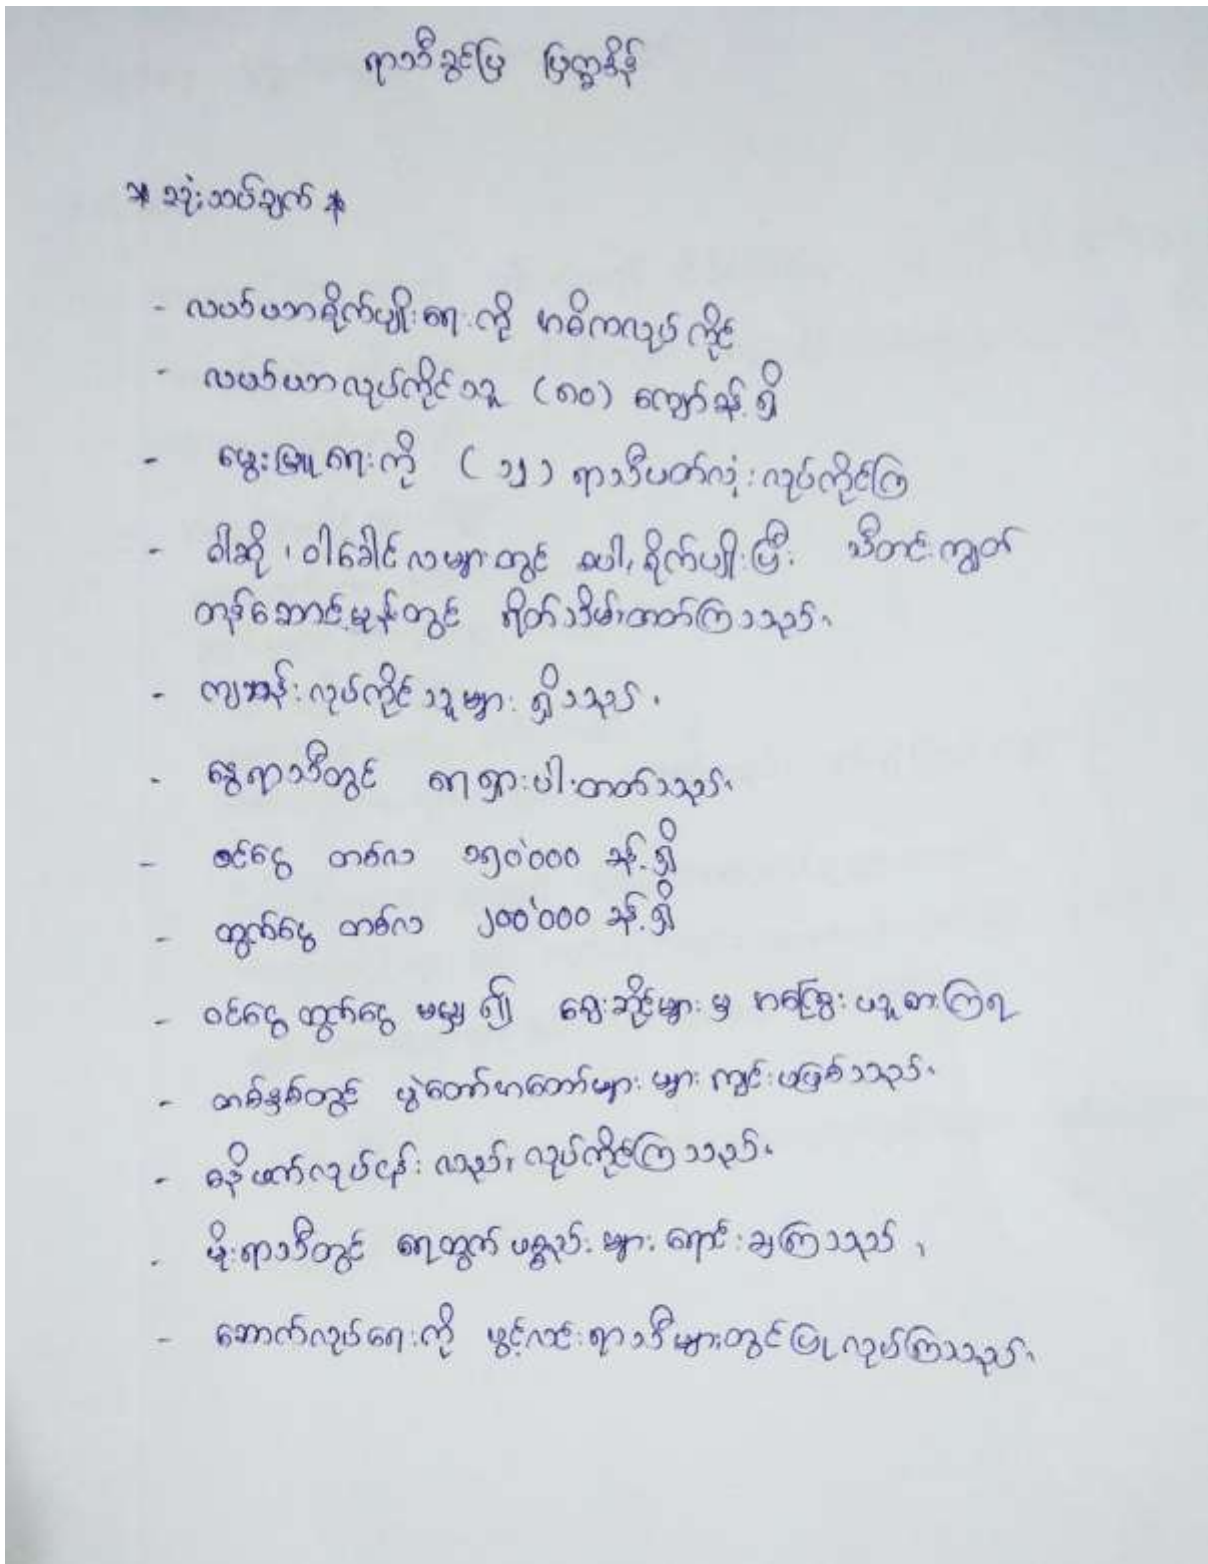 ရာသီခွင်ပြ ပြက္ခဒိန်
* သုံးသပ်ချက် *
- လယ်ယာစိုက်ပျိုးရေးကို အဓိကလုပ်ကိုင်
- လယ်ယာလုပ်ကိုင်သူ (၈၀) ကျော်ခန့်ရှိ
- မွေးမြူရေးကို ( ၁၂ ) ရာသီပတ်လုံးလုပ်ကိုင်ကြ
- ဝါဆို၊ ဝါခေါင်လများတွင် စပါးစိုက်ပျိုးပြီး သီတင်းကျွတ်
တန်ဆောင်မုန်းတွင် ရိတ်သိမ်းတတ်ကြသည်။
- ကျဘန်းလုပ်ကိုင်သူများ ရှိသည်။
- နွေရာသီတွင် ရေရှားပါးတတ်သည်။
- ဝင်ငွေ တစ်လ ၁၅၀'၀၀၀ ခန့်ရှိ
- ထွက်ငွေ တစ်လ ၂၀၀'၀၀၀ ခန့်ရှိ
- ဝင်ငွေထွက်ငွေ မမျှ၍ ဈေးဆိုင်များမှ အကြွေးယူစားကြရ
- တစ်နှစ်တွင် ပွဲတော်အတော်များများ ကျင်းပဖြစ်သည်။
- ဓနိဖက်လုပ်ငန်းလည်း လုပ်ကိုင်ကြသည်။
- မိုးရာသီတွင် ရေထွက်ပစ္စည်းများ ရောင်းချကြသည်။
- ဆောက်လုပ်ရေးကို ပွင့်လင်းရာသီများတွင် ပြုလုပ်ကြသည်။